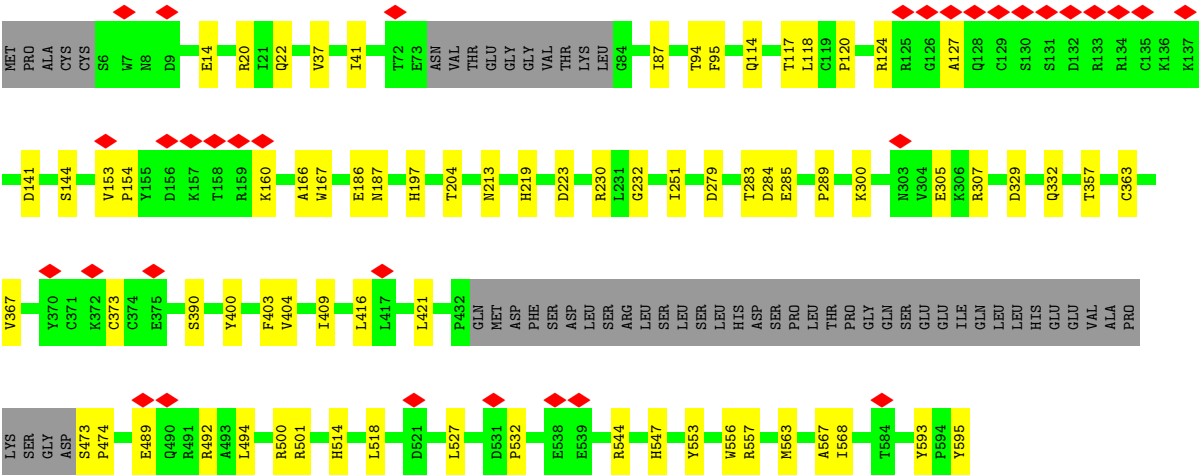 MET PRO ALA CYS CYS S6 W7 N8 D9 E14 R20 I21 Q22 V37 I41 T72 E73 ASN VAL THR GLU GLY GLY VAL THR LYS LEU G84 I87 T94 F95 Q114 T117 L118 C119 P120 R124 R125 G126 A127 Q128 C129 S130 S131 D132 R133 R134 C135 K136 K137
D141 S144 V153 P154 Y155 D156 K157 T158 R159 K160 A166 W167 E186 N187 H197 T204 N213 H219 D223 R230 L231 G232 I251 D279 T283 D284 E285 P289 K300 N303 V304 E305 K306 R307 D329 Q332 T357 C363
V367 Y370 C371 K372 C373 C374 E375 S390 Y400 F403 V404 I409 L416 L417 L421 P432 GLN MET ASP PHE SER ASP LEU SER ARG LEU SER LEU SER LEU HIS ASP SER PRO LEU THR PRO GLY GLN SER GLU GLU ILE GLN LEU LEU HIS GLU GLU VAL ALA PRO
LYS SER GLY ASP S473 P474 E489 Q490 R491 R492 A493 L494 R500 R501 H514 L518 D521 L527 D531 P532 E538 E539 R544 H547 Y553 W556 R557 M563 A567 I568 T584 Y593 P594 Y595